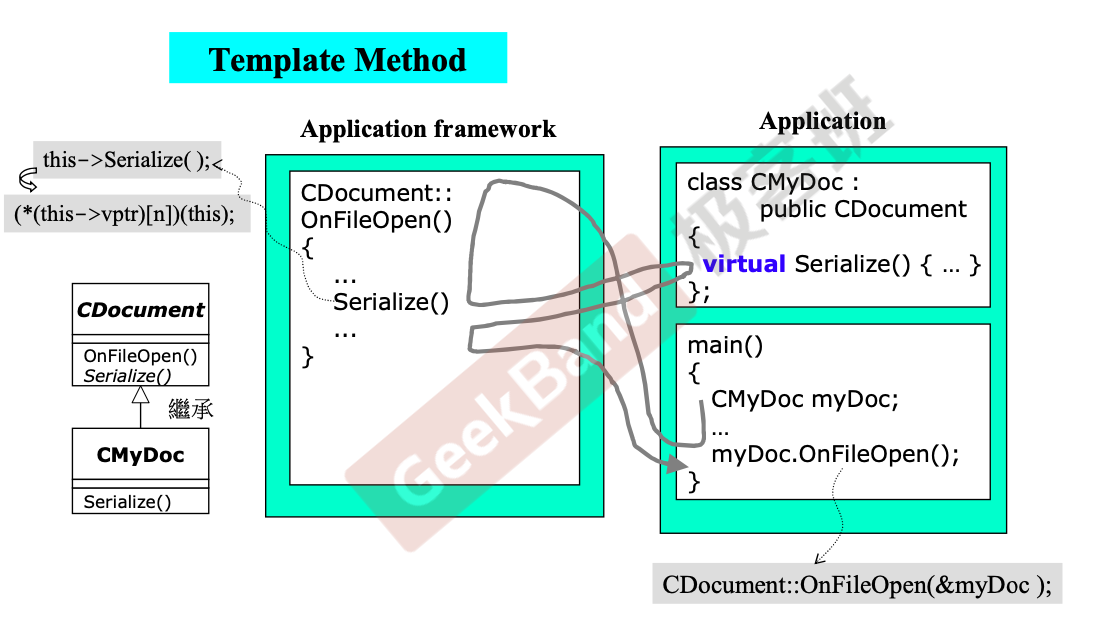 Template Method
Application framework
Application
this->Serialize( );
(*(this->vptr)[n])(this);
CDocument::
OnFileOpen()
{
...
Serialize()
...
}
class CMyDoc :
public CDocument
{
virtual Serialize() { … }
};
main()
{
CMyDoc myDoc;
…
myDoc.OnFileOpen();
}
CDocument
OnFileOpen()
Serialize()
繼承
CMyDoc
Serialize()
CDocument::OnFileOpen(&myDoc );
GeekBand
极客班